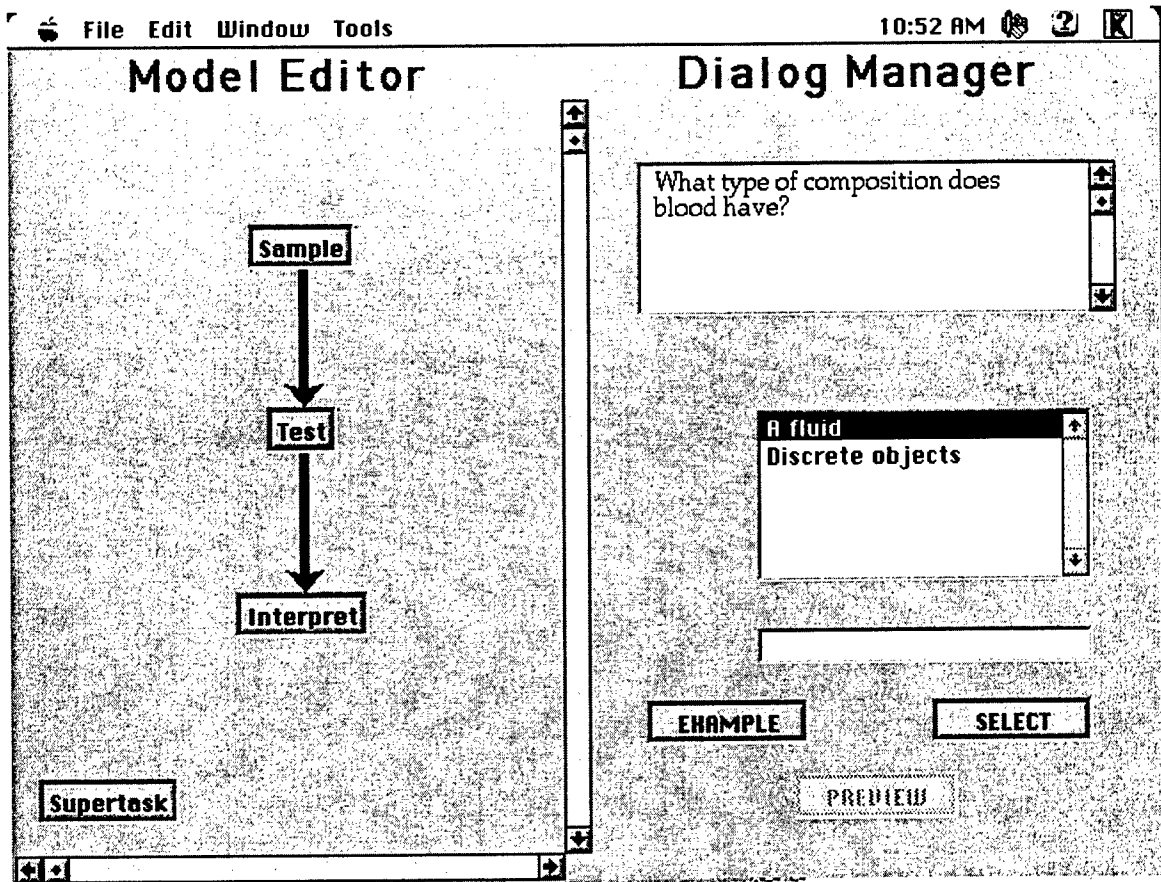 File Edit Window Tools 10:52 AM
Model Editor
Sample
Test
Interpret
Supertask
Dialog Manager
What type of composition does
blood have?
A fluid
Discrete objects
EXAMPLE
SELECT
PREVIEW